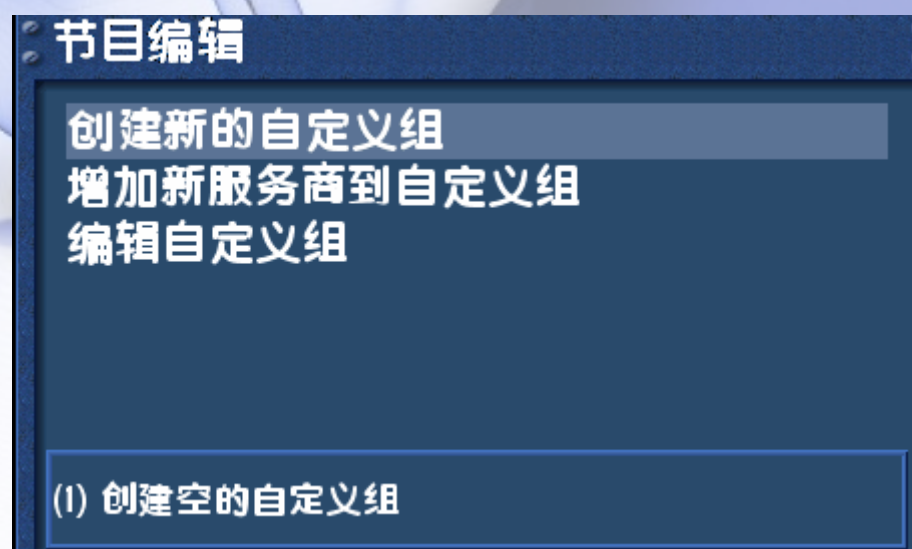 节目编辑
创建新的自定义组
增加新服务商到自定义组
编辑自定义组
(1) 创建空的自定义组